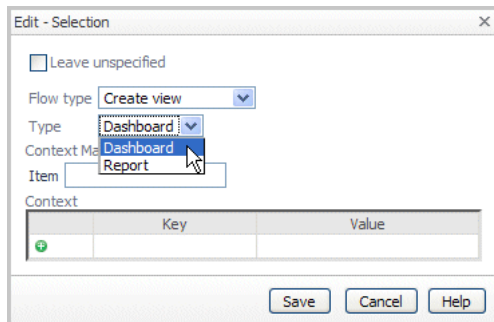 Edit - Selection
Leave unspecified
Flow type Create view
Type Dashboard
Context Ma Dashboard
Report
Item
Context
Key Value
Save Cancel Help